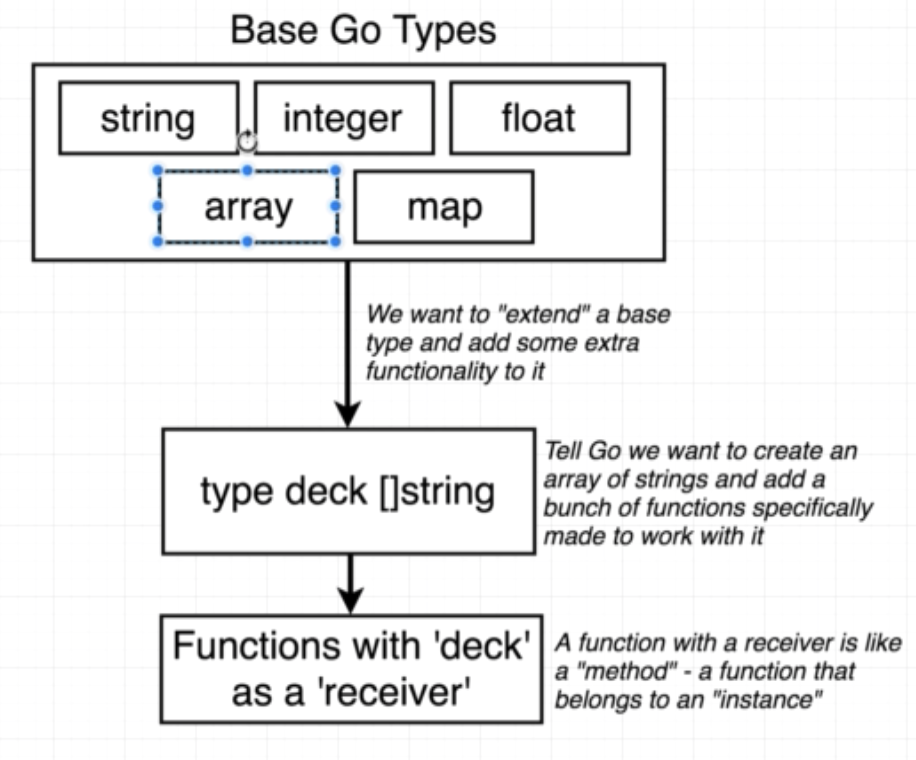 Base Go Types
string
integer
float
array
map
We want to "extend" a base
type and add some extra
functionality to it
type deck []string
Tell Go we want to create an
array of strings and add a
bunch of functions specifically
made to work with it
Functions with 'deck'
as a 'receiver'
A function with a receiver is like
a "method" - a function that
belongs to an "instance"